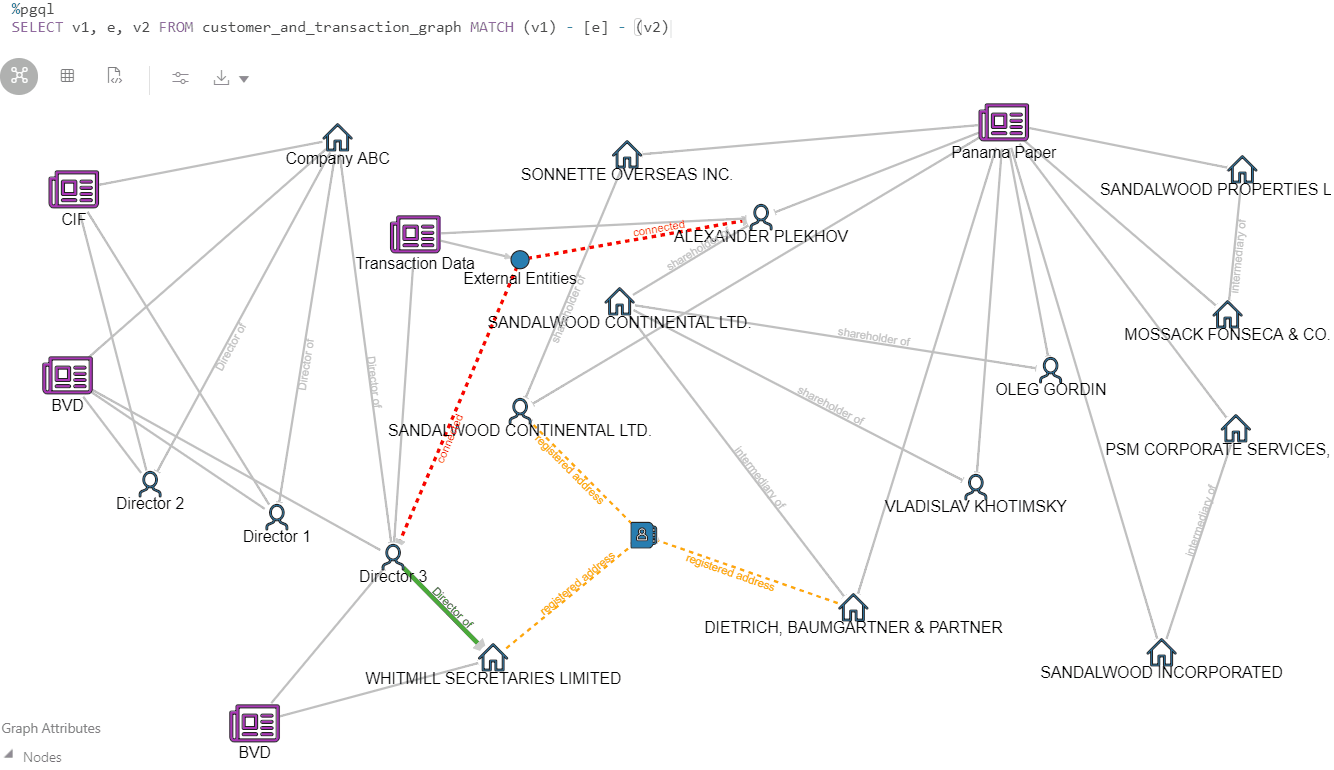 %pgql
SELECT v1, e, v2 FROM customer_and_transaction_graph MATCH (v1) - [e] - (v2)
Company ABC
CIF
SONNETTE OVERSEAS INC.
Panama Paper
SANDALWOOD PROPERTIES L
Transaction Data
connected
ALEXANDER PLEKHOV
shareholder of
External Entities
intermediary of
shareholder of
SANDALWOOD CONTINENTAL LTD.
MOSSACK FONSECA & CO.
shareholder of
Director of
Director of
Director of
BVD
OLEG GORDIN
shareholder of
SANDALWOOD CONTINENTAL LTD.
connected
registered address
PSM CORPORATE SERVICES,
intermediary of
Director 2
VLADISLAV KHOTIMSKY
Director 1
intermediary of
Director 3
registered address
registered address
Director of
DIETRICH, BAUMGARTNER & PARTNER
WHITMILL SECRETARIES LIMITED
SANDALWOOD INCORPORATED
BVD
Graph Attributes
Nodes